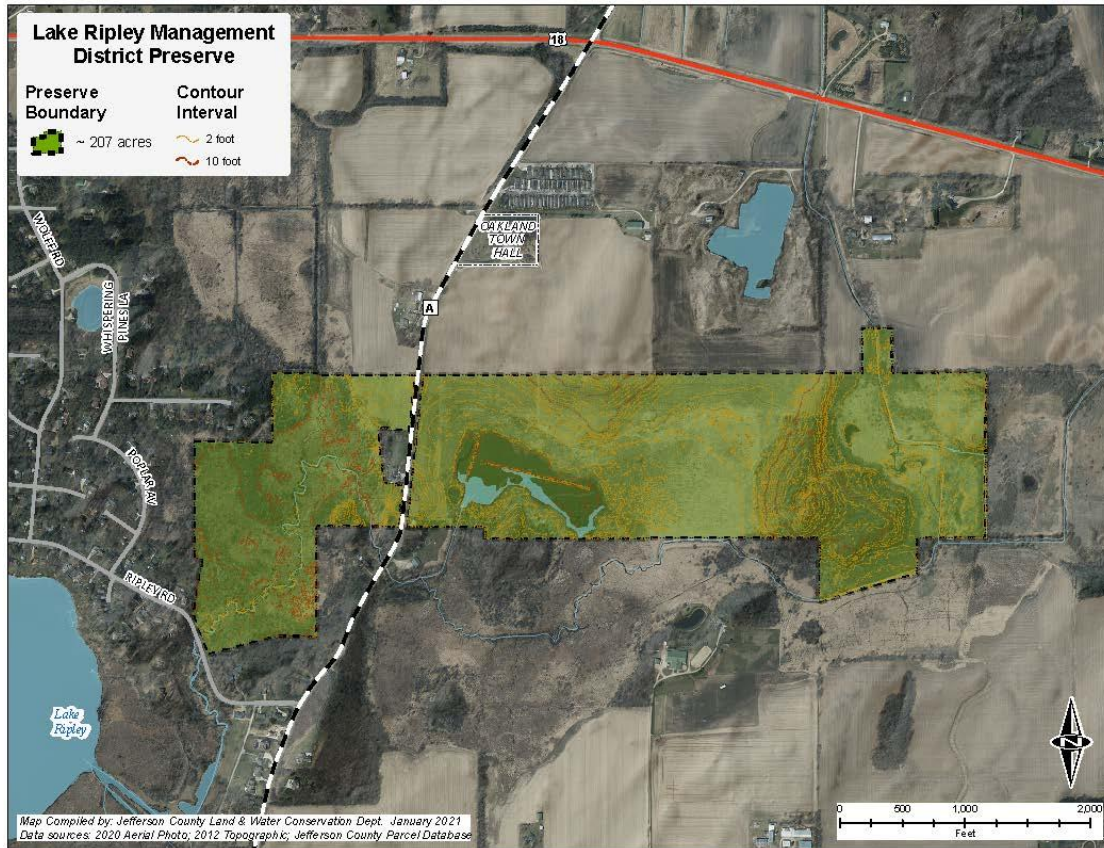 Lake Ripley Management
District Preserve
Preserve
Boundary
~ 207 acres
Contour
Interval
2 foot
10 foot
18
OAKLAND
TOWN
HALL
A
WOLFF RD
WHISPERING
PINES LA
POPLAR AV
RIPLEY RD
Lake
Ripley
N
Map Compiled by: Jefferson County Land & Water Conservation Dept. January 2021
Data sources: 2020 Aerial Photo; 2012 Topographic; Jefferson County Parcel Database
0 500 1,000 2,000
Feet